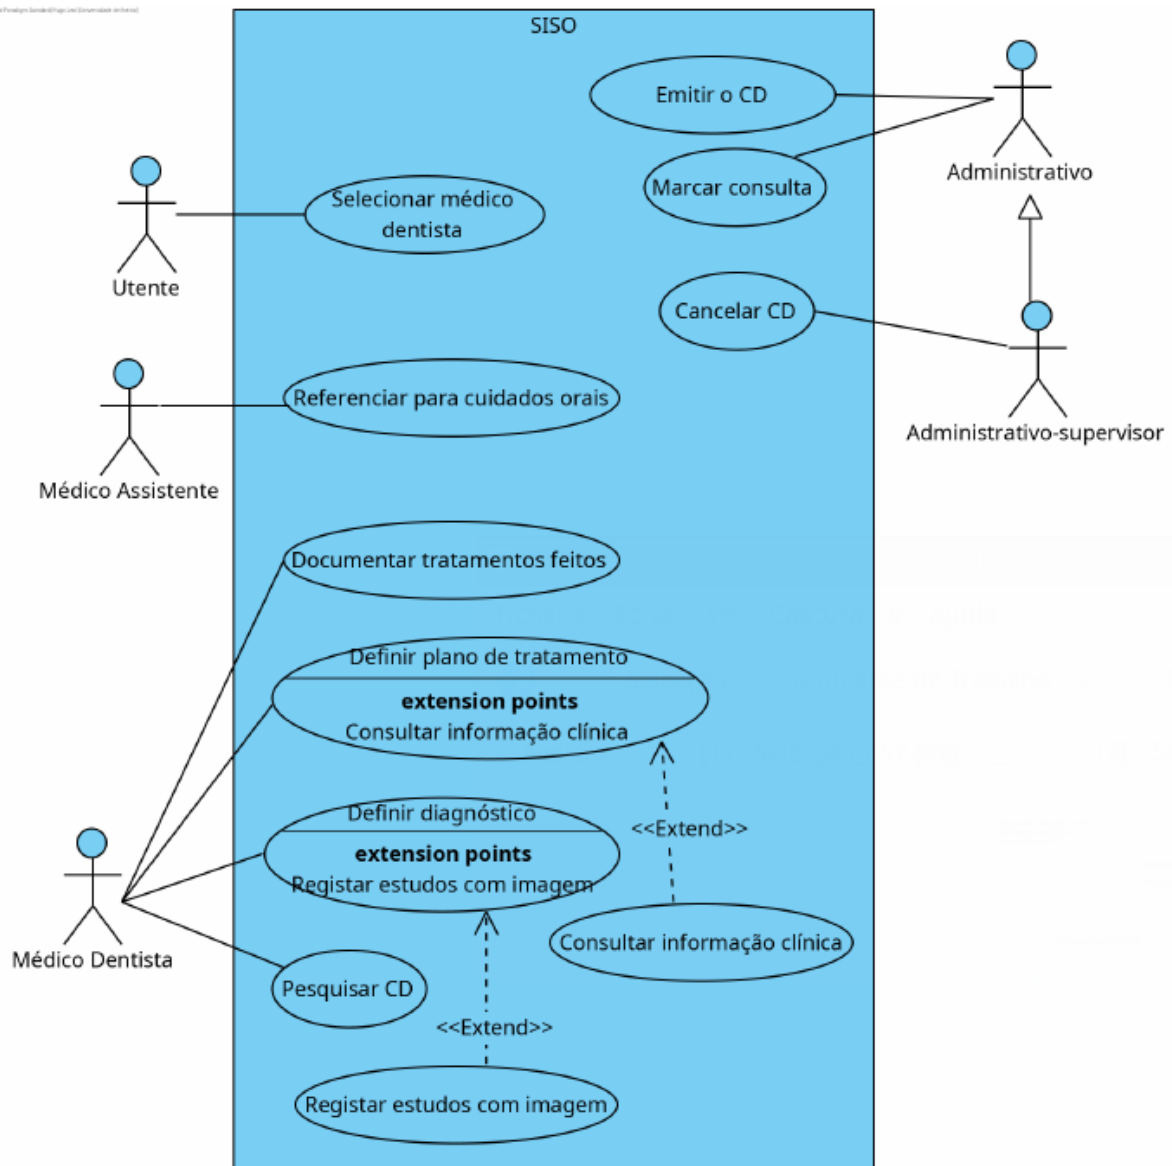 SISO
Emitir o CD
Administrativo
Marcar consulta
Selecionar médico
dentista
Utente
Cancelar CD
Administrativo-supervisor
Referenciar para cuidados orais
Médico Assistente
Documentar tratamentos feitos
Definir plano de tratamento
extension points
Consultar informação clínica
Definir diagnóstico
<<Extend>>
extension points
Registar estudos com imagem
Consultar informação clínica
Médico Dentista
Pesquisar CD
<<Extend>>
Registar estudos com imagem